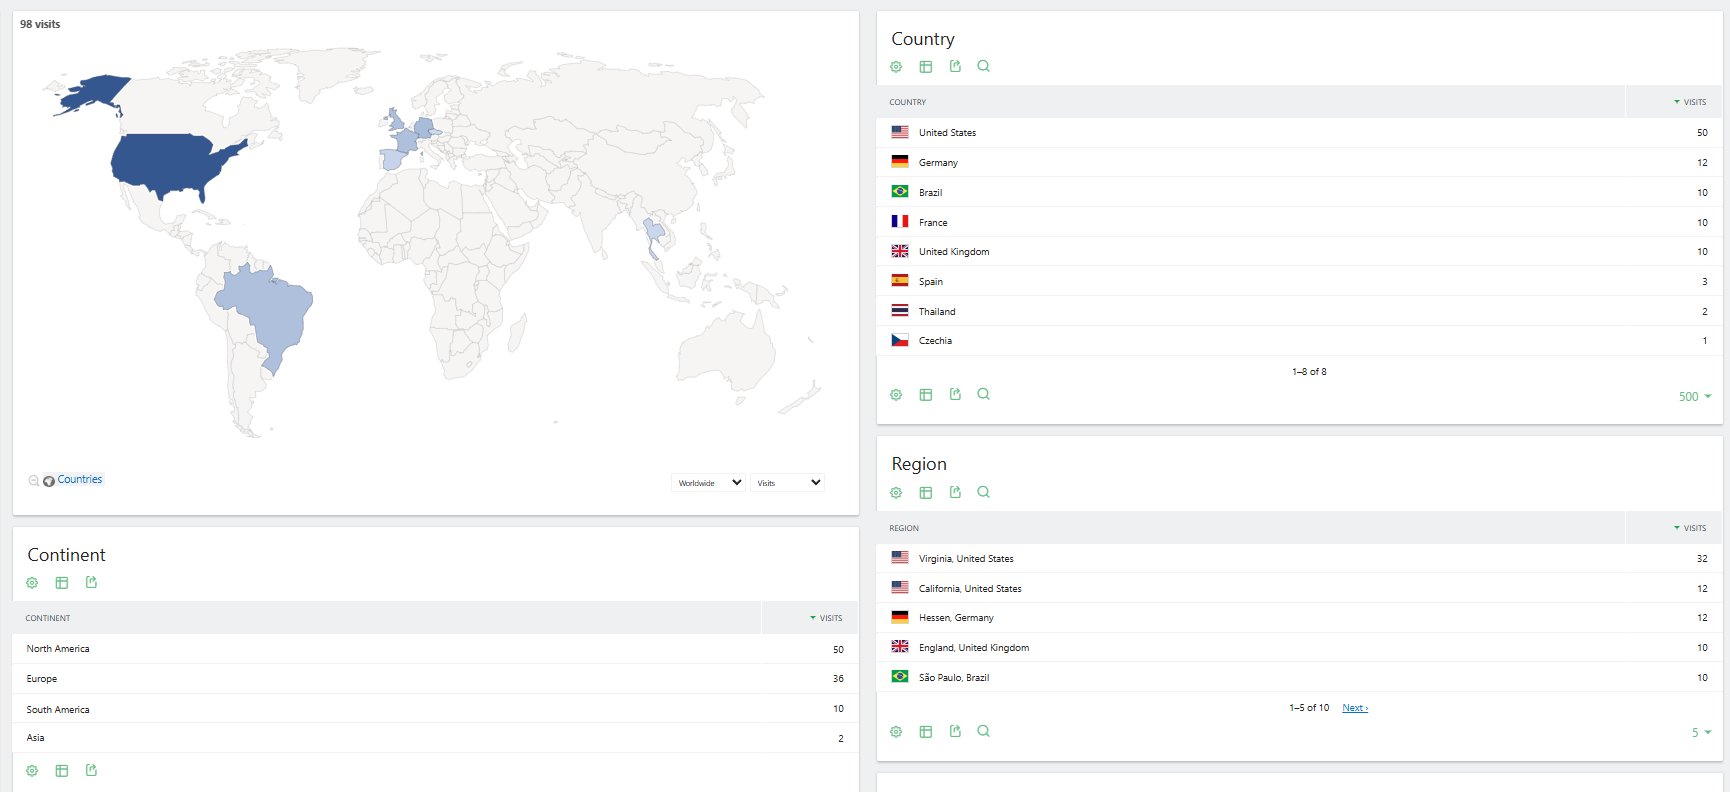 98 visits
Countries
Worldwide
Visits
Continent
CONTINENT VISITS
North America 50
Europe 36
South America 10
Asia 2
Country
COUNTRY VISITS
United States 50
Germany 12
Brazil 10
France 10
United Kingdom 10
Spain 3
Thailand 2
Czechia 1
1–8 of 8
500
Region
REGION VISITS
Virginia, United States 32
California, United States 12
Hessen, Germany 12
England, United Kingdom 10
São Paulo, Brazil 10
1–5 of 10 Next ›
5